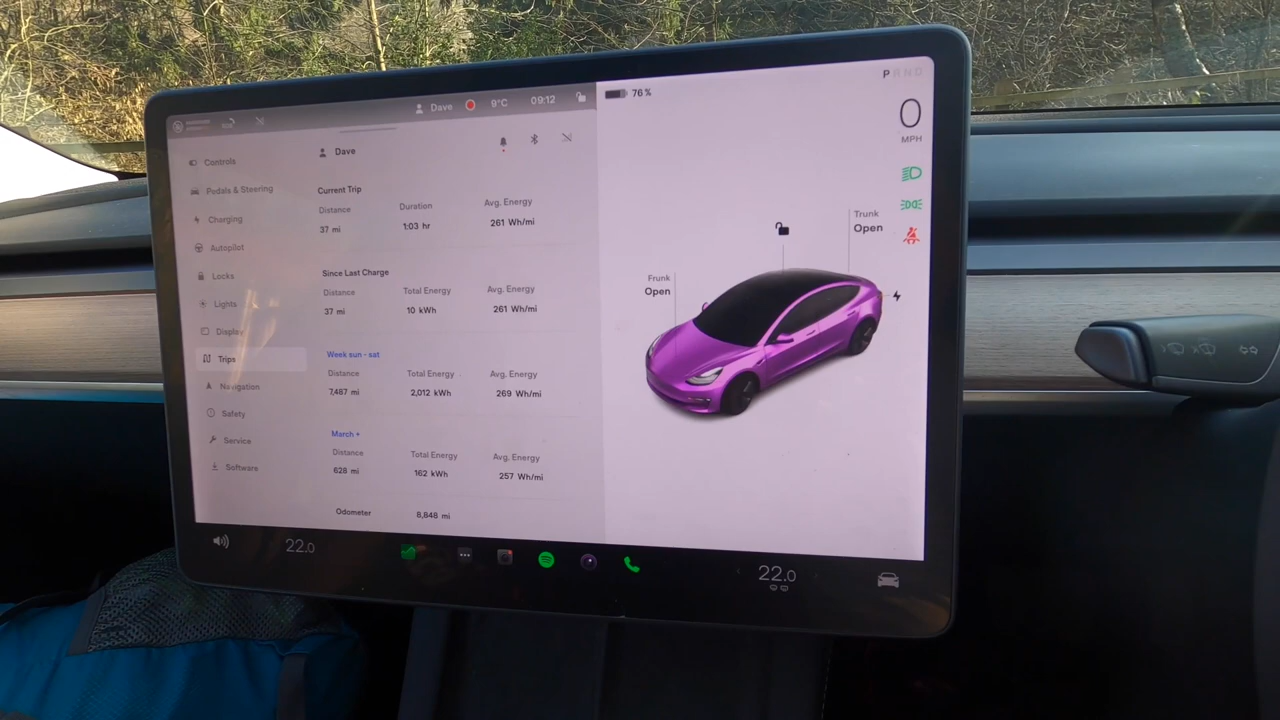 Dave 9°C 09:12
76%
P R N D
0
MPH
Controls
Pedals & Steering
Charging
Autopilot
Locks
Lights
Display
Trips
Navigation
Safety
Service
Software
Dave
Current Trip
Distance Duration Avg. Energy
37 mi 1:03 hr 261 Wh/mi
Since Last Charge
Distance Total Energy Avg. Energy
37 mi 10 kWh 261 Wh/mi
Week sun - sat
Distance Total Energy Avg. Energy
7,487 mi 2,012 kWh 269 Wh/mi
March +
Distance Total Energy Avg. Energy
628 mi 162 kWh 257 Wh/mi
Odometer 8,848 mi
Frunk
Open
Trunk
Open
22.0
22.0